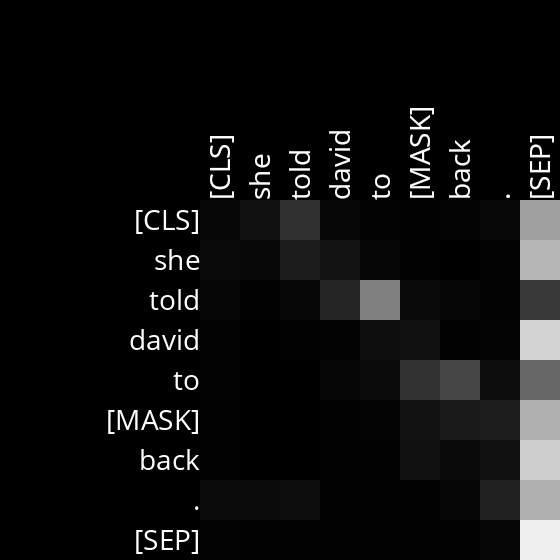 [CLS] she told david to [MASK] back . [SEP]
[CLS]
she
told
david
to
[MASK]
back
.
[SEP]